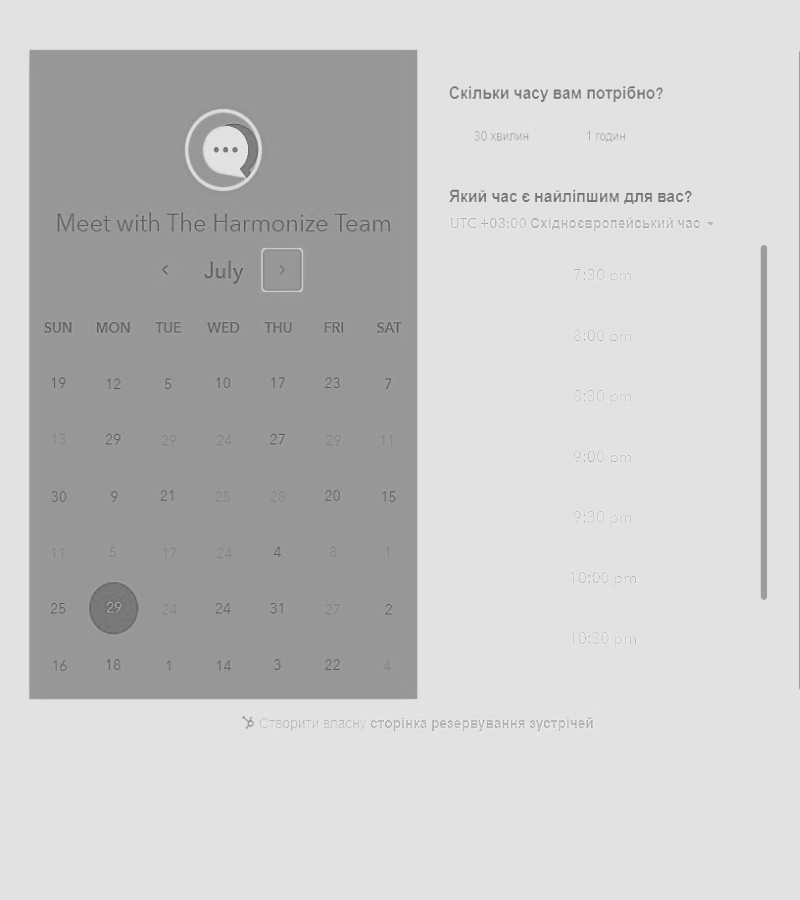 Meet with The Harmonize Team
July
SUN MON TUE WED THU FRI SAT
19 12 5 10 17 23 7
13 29 29 24 27 29 11
30 9 21 25 28 20 15
11 5 17 24 4 8 1
25 29 24 24 31 27 2
16 18 1 14 3 22 4
Скільки часу вам потрібно?
30 хвилин 1 годин
Який час є найліпшим для вас?
UTC +03:00 Східноєвропейський час
7:30 pm
8:00 pm
8:30 pm
9:00 pm
9:30 pm
10:00 pm
10:30 pm
Створити власну сторінка резервування зустрічей